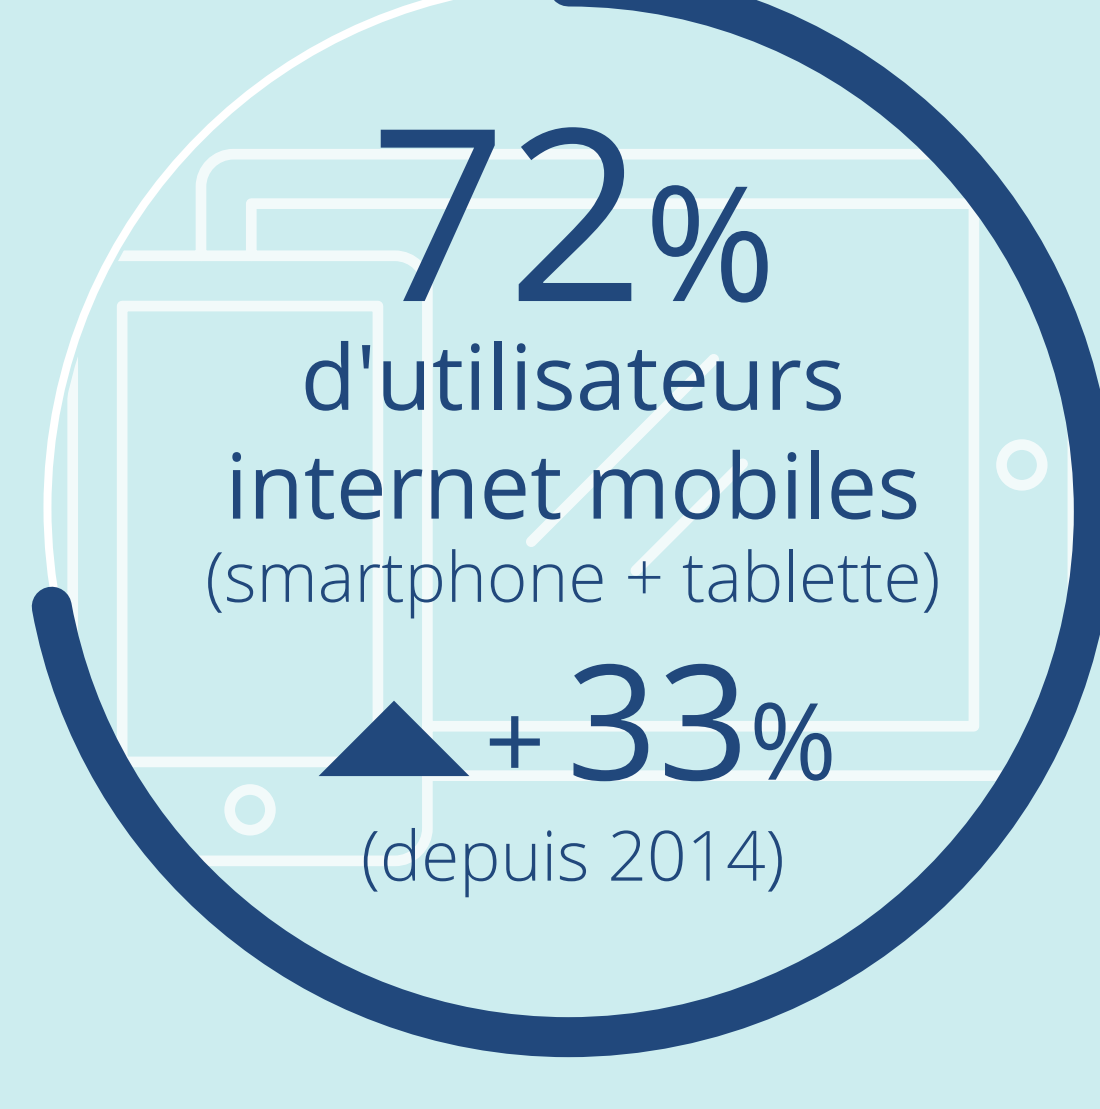 72%
d'utilisateurs
internet mobiles
(smartphone + tablette)
+ 33%
(depuis 2014)